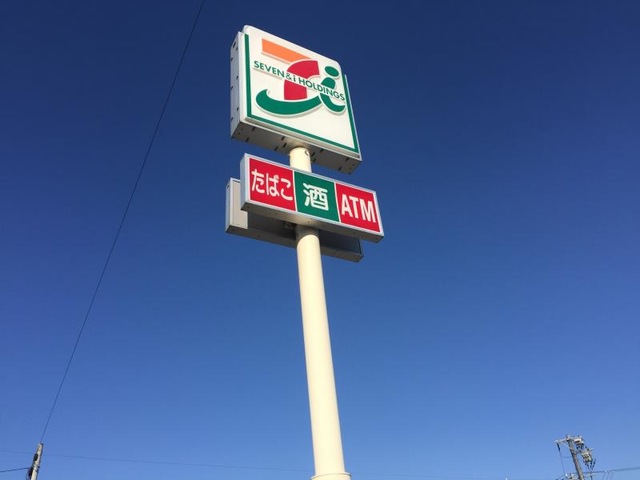 SEVEN & i HOLDINGS
たばこ 酒 ATM